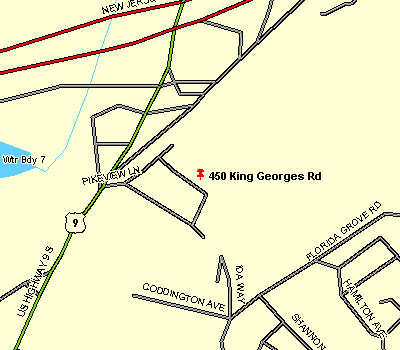 NEW JERS
Wtr Bdy 7
PIKEVIEW LN
450 King Georges Rd
9
US HIGHWAY 9 S
FLORIDA GROVE RD
IDA WAY
CODDINGTON AVE
HAMILTON AVE
SHANNON